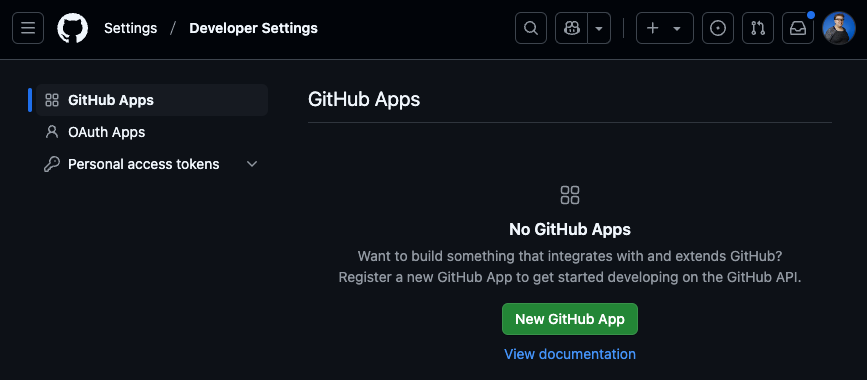 Settings / Developer Settings
GitHub Apps
OAuth Apps
Personal access tokens
GitHub Apps
No GitHub Apps
Want to build something that integrates with and extends GitHub?
Register a new GitHub App to get started developing on the GitHub API.
New GitHub App
View documentation